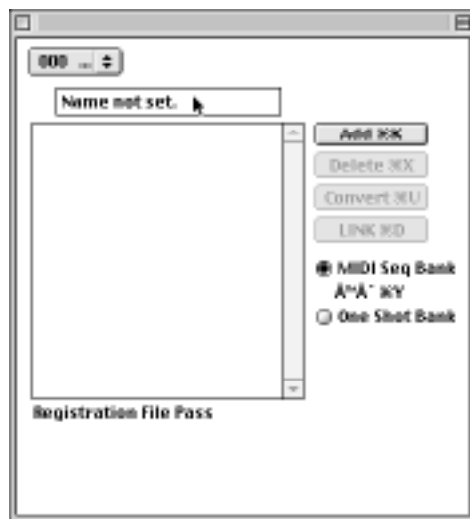 000 ...
Name not set.
Add ⌘K
Delete ⌘X
Convert ⌘U
LINK ⌘D
MIDI Seq Bank
⌘Y
One Shot Bank
Registration File Pass